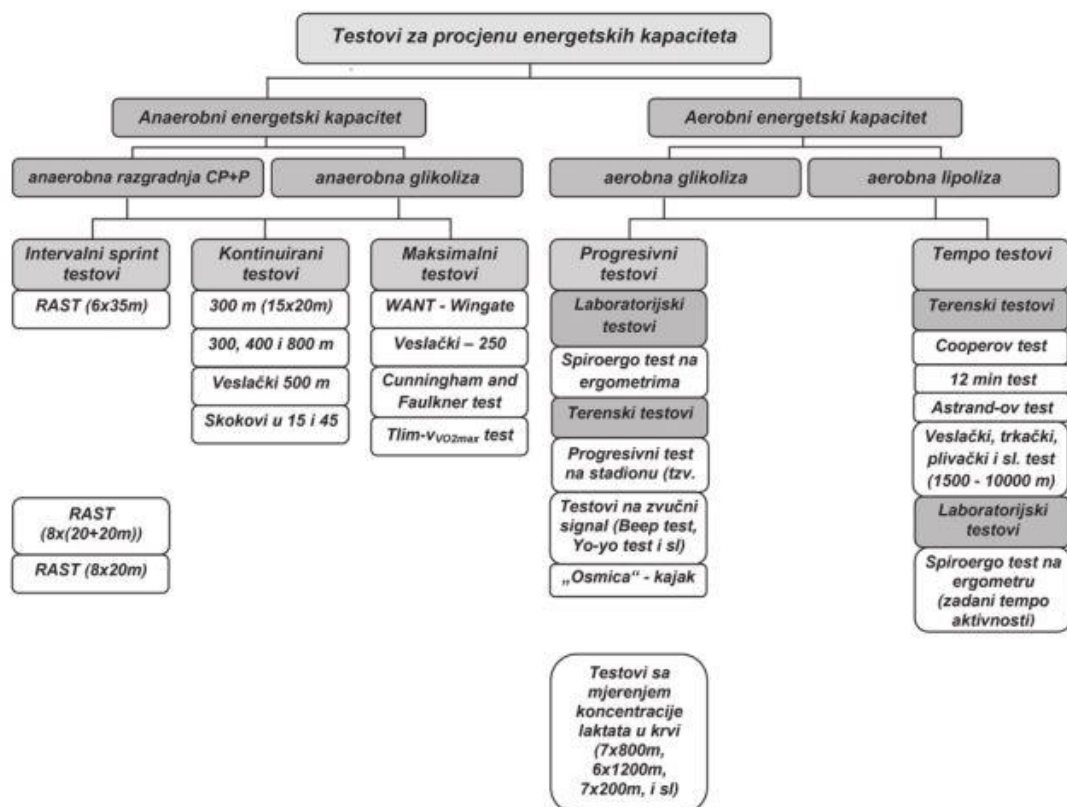 Testovi za procjenu energetskih kapaciteta
Anaerobni energetski kapacitet
Aerobni energetski kapacitet
anaerobna razgradnja CP+P
anaerobna glikoliza
aerobna glikoliza
aerobna lipoliza
Intervalni sprint
testovi
RAST (6x35m)
RAST
(8x(20+20m))
RAST (8x20m)
Kontinuirani
testovi
300 m (15x20m)
300, 400 i 800 m
Veslački 500 m
Skokovi u 15 i 45
Maksimalni
testovi
WANT - Wingate
Veslački – 250
Cunningham and
Faulkner test
Tlim-vVO2max test
Progresivni
testovi
Laboratorijski
testovi
Spiroergo test na
ergometrima
Terenski testovi
Progresivni test
na stadionu (tzv.
Testovi na zvučni
signal (Beep test,
Yo-yo test i sl)
„Osmica“ - kajak
Testovi sa
mjerenjem
koncentracije
laktata u krvi
(7x800m,
6x1200m,
7x200m, i sl)
Tempo testovi
Terenski testovi
Cooperov test
12 min test
Astrand-ov test
Veslački, trkački,
plivački i sl. test
(1500 - 10000 m)
Laboratorijski
testovi
Spiroergo test na
ergometru
(zadani tempo
aktivnosti)